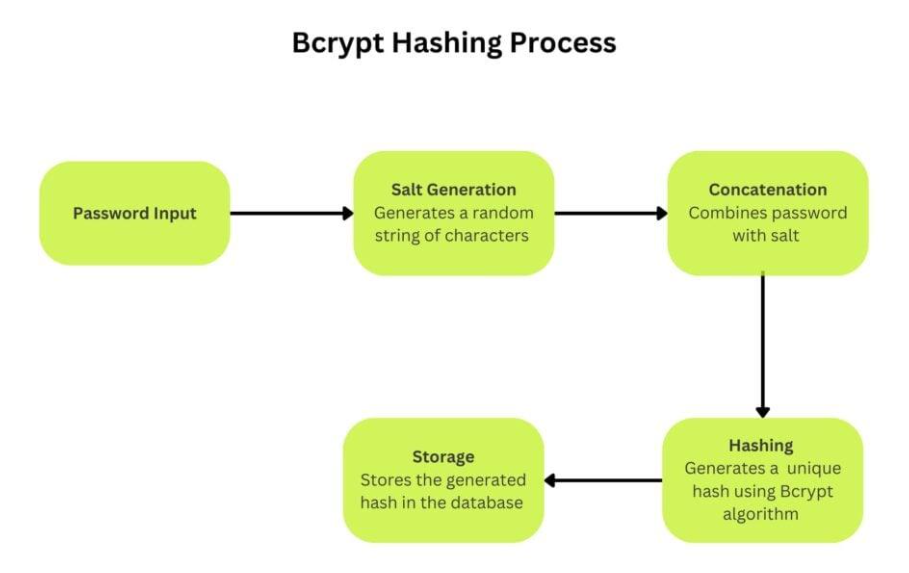 Bcrypt Hashing Process
Password Input
Salt Generation
Generates a random
string of characters
Concatenation
Combines password
with salt
Hashing
Generates a unique
hash using Bcrypt
algorithm
Storage
Stores the generated
hash in the database